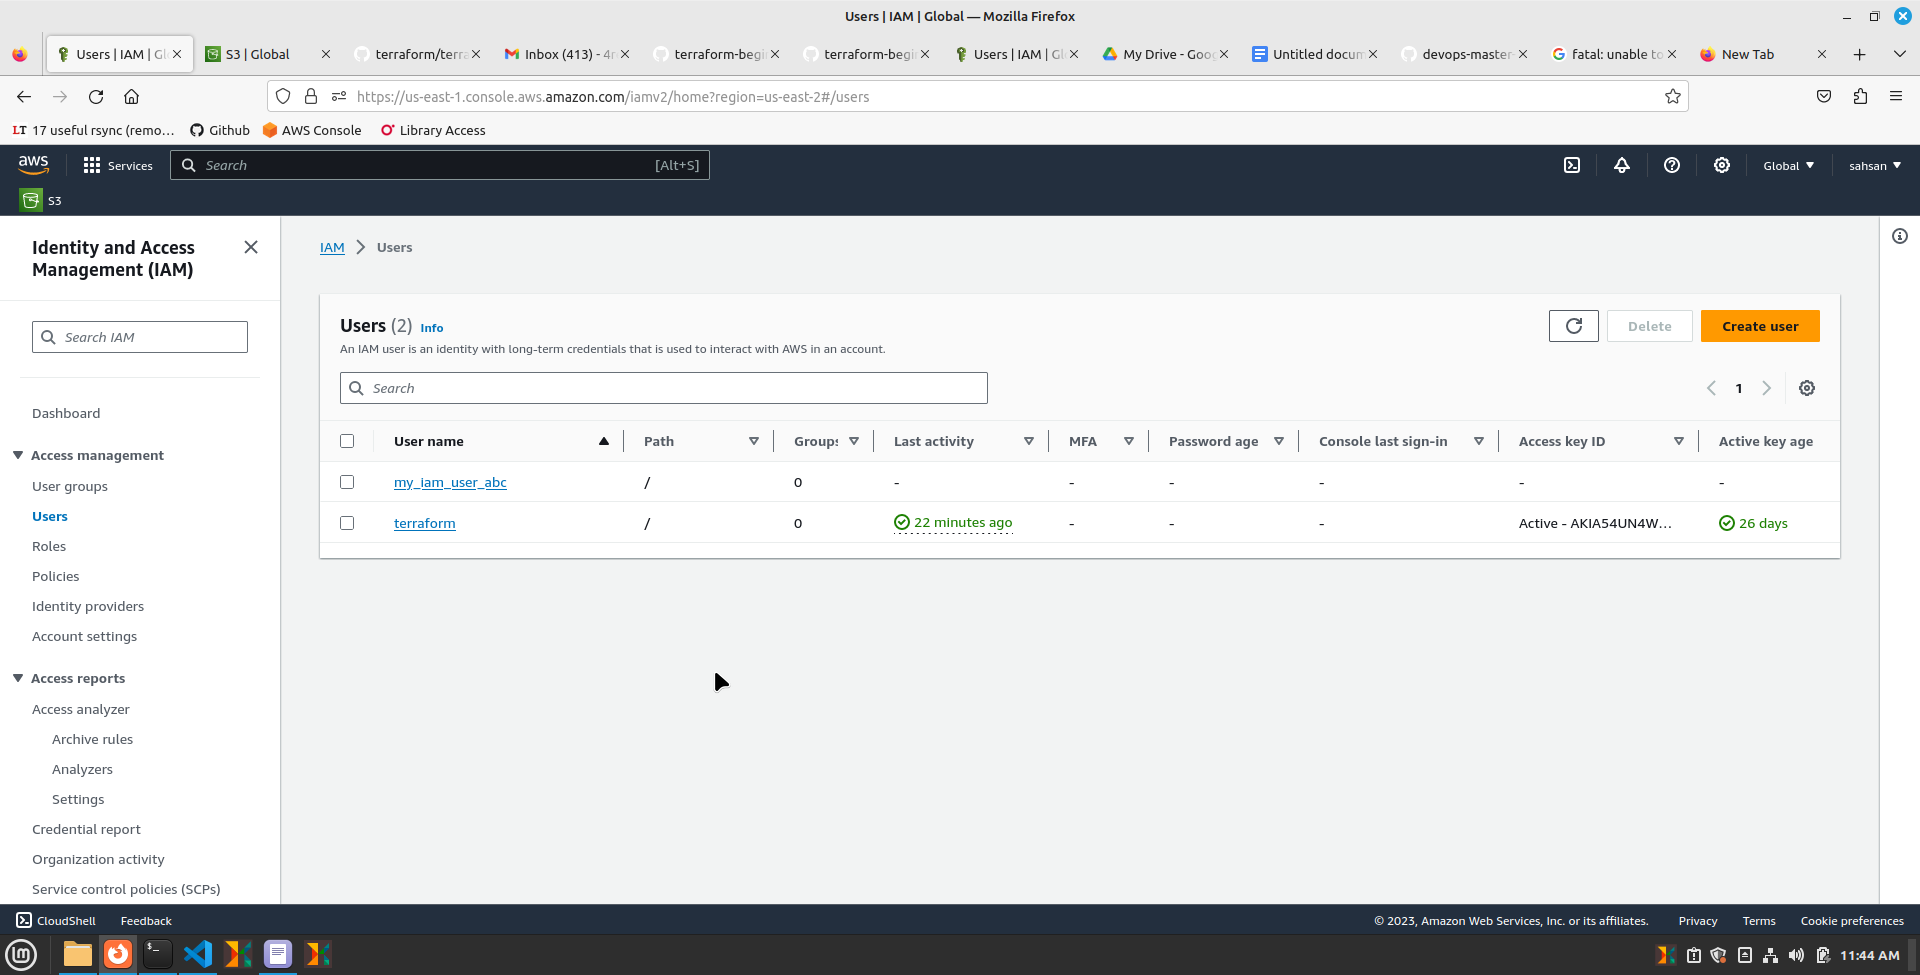 Users | IAM | Global — Mozilla Firefox
Users | IAM | Gl
S3 | Global
terraform/terra
Inbox (413) - 4r
terraform-begin
terraform-begin
Users | IAM | Gl
My Drive - Goog
Untitled docum
devops-master-
fatal: unable to
New Tab
https://us-east-1.console.aws.amazon.com/iamv2/home?region=us-east-2#/users
17 useful rsync (remo…
Github
AWS Console
Library Access
aws
Services
Search
[Alt+S]
Global
sahsan
S3
Identity and Access
Management (IAM)
Search IAM
Dashboard
Access management
User groups
Users
Roles
Policies
Identity providers
Account settings
Access reports
Access analyzer
Archive rules
Analyzers
Settings
Credential report
Organization activity
Service control policies (SCPs)
IAM > Users
Users (2) Info
Delete
Create user
An IAM user is an identity with long-term credentials that is used to interact with AWS in an account.
Search
1
User name Path Groups Last activity MFA Password age Console last sign-in Access key ID Active key age
my_iam_user_abc / 0 - - - - - -
terraform / 0 22 minutes ago - - - Active - AKIA54UN4W... 26 days
CloudShell
Feedback
© 2023, Amazon Web Services, Inc. or its affiliates.
Privacy
Terms
Cookie preferences
11:44 AM